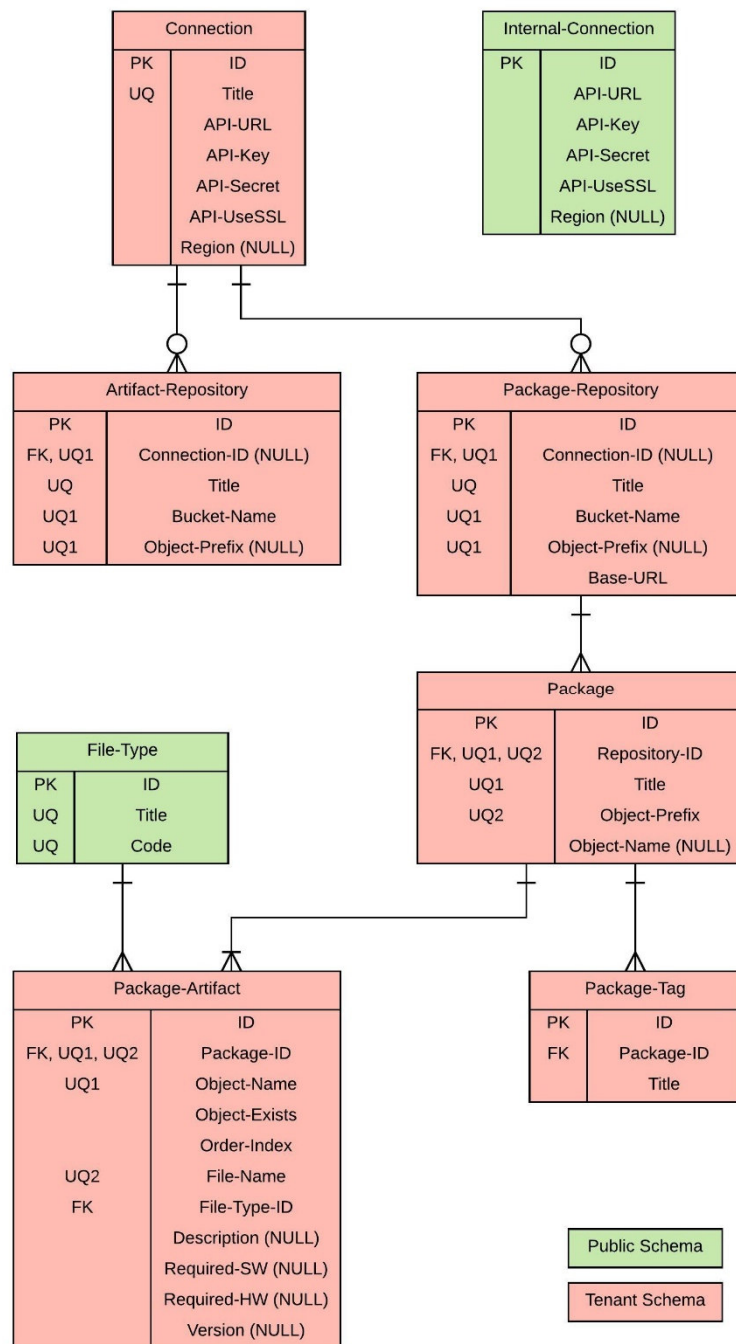 Connection
PK ID
UQ Title
API-URL
API-Key
API-Secret
API-UseSSL
Region (NULL)
Internal-Connection
PK ID
API-URL
API-Key
API-Secret
API-UseSSL
Region (NULL)
Artifact-Repository
PK ID
FK, UQ1 Connection-ID (NULL)
UQ Title
UQ1 Bucket-Name
UQ1 Object-Prefix (NULL)
Package-Repository
PK ID
FK, UQ1 Connection-ID (NULL)
UQ Title
UQ1 Bucket-Name
UQ1 Object-Prefix (NULL)
Base-URL
Package
PK ID
FK, UQ1, UQ2 Repository-ID
UQ1 Title
UQ2 Object-Prefix
Object-Name (NULL)
File-Type
PK ID
UQ Title
UQ Code
Package-Artifact
PK ID
FK, UQ1, UQ2 Package-ID
UQ1 Object-Name
Object-Exists
Order-Index
UQ2 File-Name
FK File-Type-ID
Description (NULL)
Required-SW (NULL)
Required-HW (NULL)
Version (NULL)
Package-Tag
PK ID
FK Package-ID
Title
Public Schema
Tenant Schema